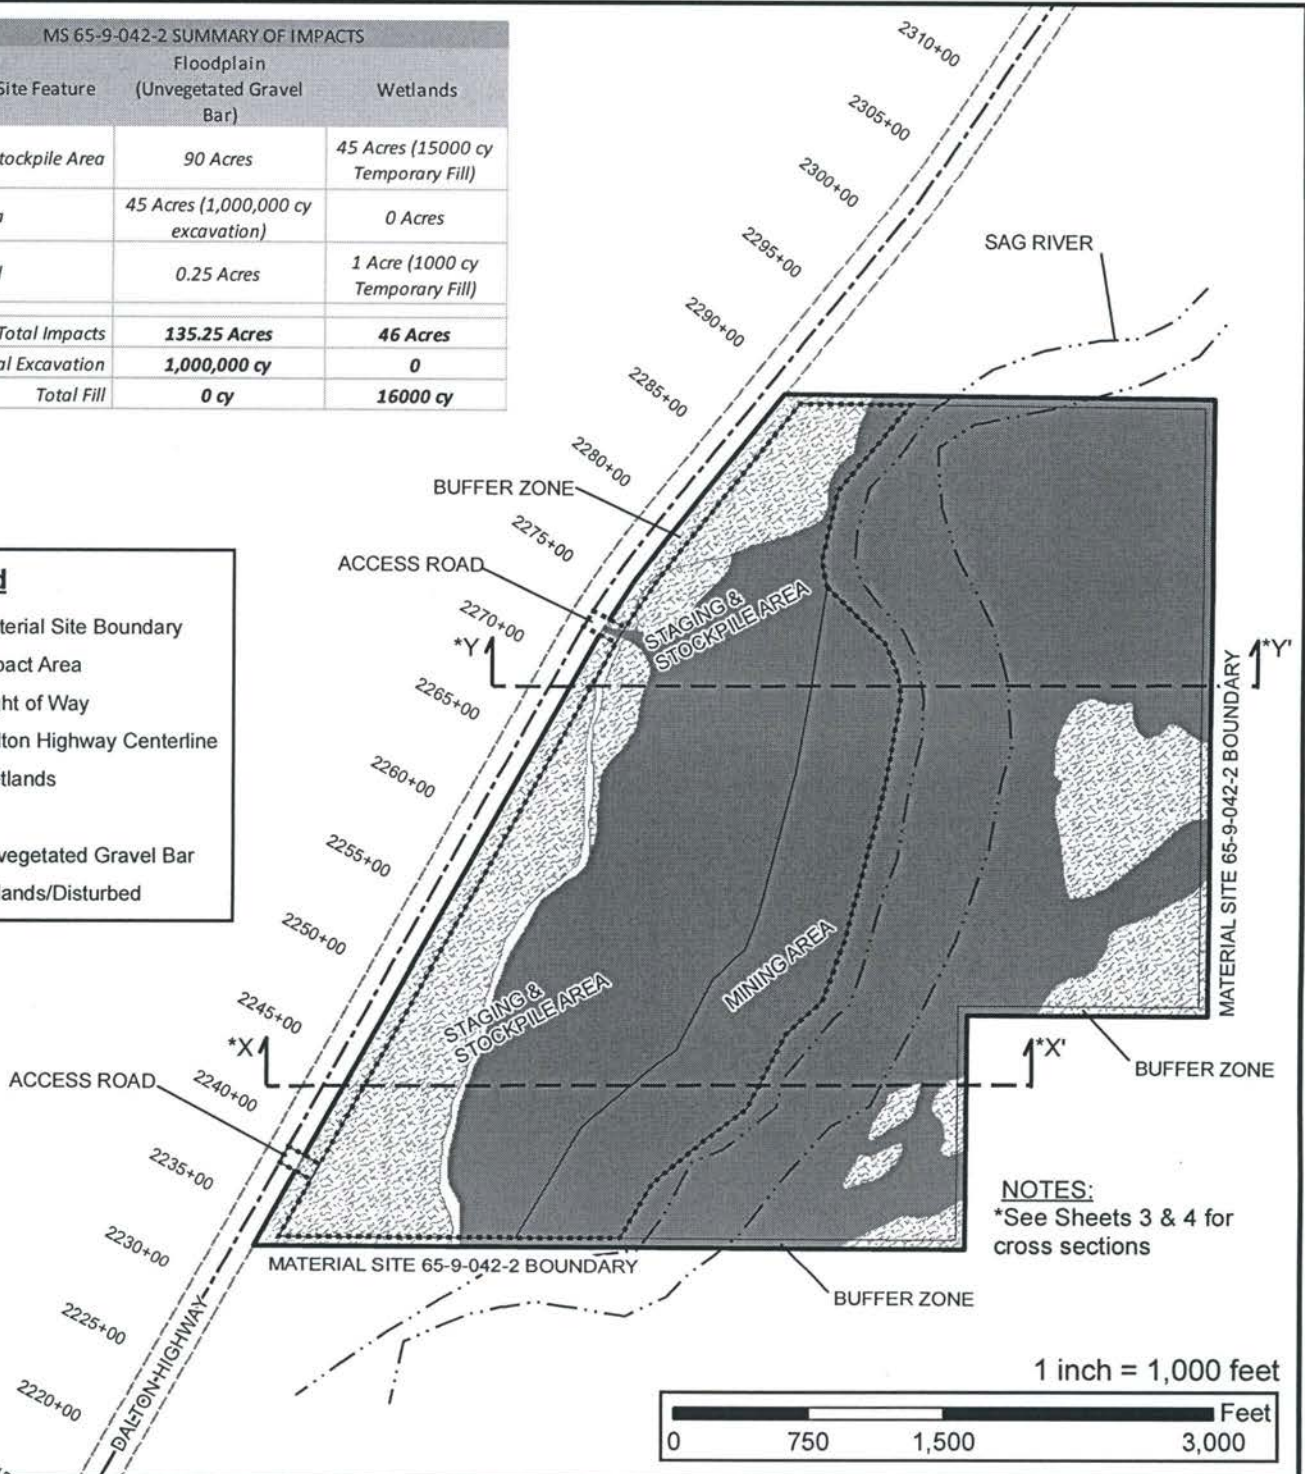 MS 65-9-042-2 SUMMARY OF IMPACTS
Site Feature
Floodplain
(Unvegetated Gravel
Bar)
Wetlands
tockpile Area
90 Acres
45 Acres (15000 cy
Temporary Fill)
45 Acres (1,000,000 cy
excavation)
0 Acres
0.25 Acres
1 Acre (1000 cy
Temporary Fill)
Total Impacts
135.25 Acres
46 Acres
al Excavation
1,000,000 cy
0
Total Fill
0 cy
16000 cy
2310+00
2305+00
2300+00
2295+00
2290+00
2285+00
2280+00
2275+00
2270+00
2265+00
2260+00
2255+00
2250+00
2245+00
2240+00
2235+00
2230+00
2225+00
2220+00
SAG RIVER
BUFFER ZONE
ACCESS ROAD
STAGING &
STOCKPILE AREA
*Y
*Y'
MATERIAL SITE 65-9-042-2 BOUNDARY
d
terial Site Boundary
pact Area
ht of Way
lton Highway Centerline
tlands
vegetated Gravel Bar
lands/Disturbed
MINING AREA
STAGING &
STOCKPILE AREA
*X
*X'
ACCESS ROAD
BUFFER ZONE
NOTES:
*See Sheets 3 & 4 for
cross sections
MATERIAL SITE 65-9-042-2 BOUNDARY
BUFFER ZONE
DALTON HIGHWAY
1 inch = 1,000 feet
Feet
0
750
1,500
3,000